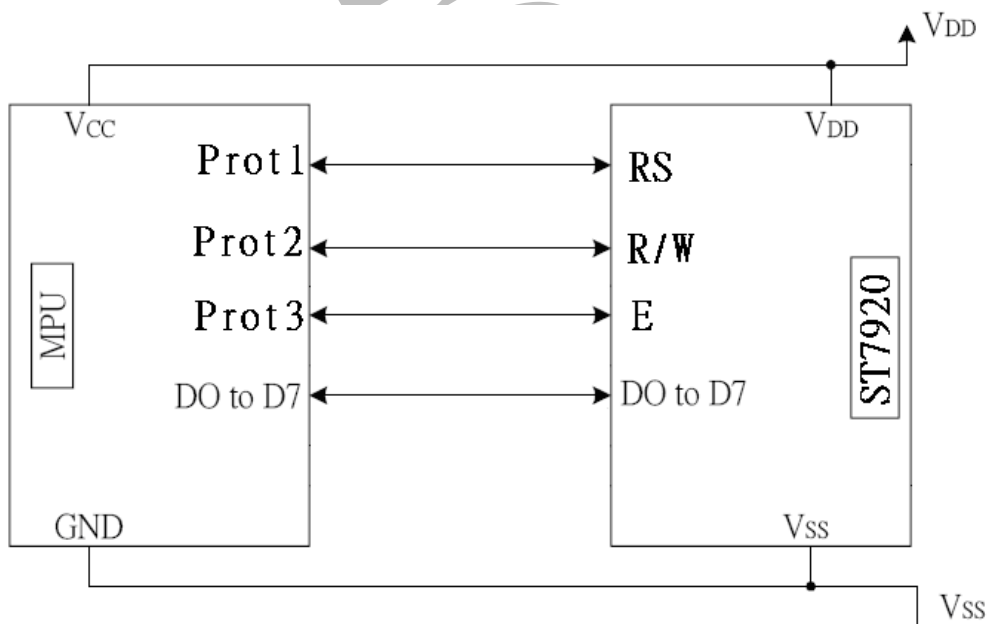 VDD
VCC
VDD
Prot1
RS
Prot2
R/W
Prot3
E
MPU
ST7920
DO to D7
DO to D7
GND
VSS
VSS